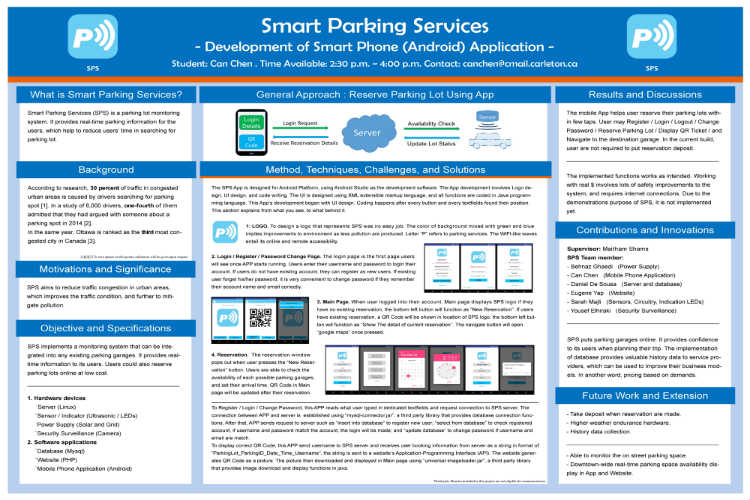 Smart Parking Services
- Development of Smart Phone (Android) Application -
Student: Can Chen . Time Available: 2:30 p.m. ~ 4:00 p.m. Contact: canchen@cmail.carleton.ca
SPS
SPS
What is Smart Parking Services?
Smart Parking Services (SPS) is a parking lot monitoring
system. It provides real-time parking information for the
users, which help to reduce users' time in searching for
parking lot.
Background
According to research, 30 percent of traffic in congested
urban areas is caused by drivers searching for parking
spot [1]. In a study of 6,000 drivers, one-fourth of them
admitted that they had argued with someone about a
parking spot in 2014 [2].
In the same year, Ottawa is ranked as the third most con-
gested city in Canada [3].
Motivations and Significance
SPS aims to reduce traffic congestion in urban areas,
which improves the traffic condition, and further to miti-
gate pollution.
Objective and Specifications
SPS implements a monitoring system that can be inte-
grated into any existing parking garages. It provides real-
time information to its users. Users could also reserve
parking lots online at low cost.
1. Hardware devices
Server (Linux)
Sensor / Indicator (Ultrasonic / LEDs)
Power Supply (Solar and Grid)
Security Surveillance (Camera)
2. Software applications
Database (Mysql)
Website (PHP)
Mobile Phone Application (Android)
General Approach : Reserve Parking Lot Using App
Login Details
QR Code
Login Request
Receive Reservation Details
Server
Availability Check
Update Lot Status
Sensor
Method, Techniques, Challenges, and Solutions
The SPS App is designed for Android Platform, using Android Studio as the development software. The App development involves Logo de-
sign, UI design, and code writing. The UI is designed using XML extensible markup language, and all functions are coded in Java program-
ming language. This App's development began with UI design. Coding happens after every button and every textfields found their position.
This section explains from what you see, to what behind it.
1: LOGO. To design a logo that represents SPS was no easy job. The color of background mixed with green and blue
implies improvements to environment as less pollution are produced. Letter "P" refers to parking services. The WiFi-like waves
entail its online and remote accessibility.
2. Login / Register / Password Change Page. The login page is the first page users
will see once APP starts running. Users enter their username and password to login their
account. If users do not have existing account, they can register as new users. If existing
user forget his/her password, it is very convenient to change password if they remember
their account name and email correctly.
3. Main Page. When user logged into their account, Main page displays SPS logo if they
have no existing reservation, the bottom left button will function as "New Reservation". If users
have existing reservation, a QR Code will be shown in location of SPS logo, the bottom left but-
ton will function as "Show The detail of current reservation". The navigate button will open
"google maps" once pressed.
4. Reservation. The reservation window
pops out when user presses the "New Reser-
vation" button. Users are able to check the
availability of each possible parking garages,
and set their arrival time. QR Code in Main
page will be updated after their reservation.
To Register / Login / Change Password, this APP reads what user typed in dedicated textfields and request connection to SPS server. The
connection between APP and server is, established using "mysql-connector.jar", a third party library that provides database connection func-
tions. After that, APP sends request to server such as "insert into database" to register new user, "select from database" to check registered
account, if username and password match the account, the login will be made, and "update database" to change password if username and
email are match.
To display correct QR Code, this APP send username to SPS server and receives user booking information from server as a string in format of
"ParkingLot_ParkingID_Date_Time_Username", the string is sent to a website's Application-Programming Interface (API). The website gener-
ates QR Code as a picture. The picture then downloaded and displayed in Main page using "universal imageloader.jar", a third party library
that provides image download and display functions in java.
Results and Discussions
The mobile App helps user reserve their parking lots with-
in few taps. User may Register / Login / Logout / Change
Password / Reserve Parking Lot / Display QR Ticket / and
Navigate to the destination garage. In the current build,
user are not required to put reservation deposit.
The implemented functions works as intended. Working
with real $ involves lots of safety improvements to the
system, and requires internet connections. Due to the
demonstrations purpose of SPS, it is not implemented
yet.
Contributions and Innovations
Supervisor: Maitham Shams
SPS Team member:
- Behnaz Ghaedi (Power Supply)
- Can Chen (Mobile Phone Application)
- Daniel De Sousa (Server and database)
- Eugene Yap (Website)
- Sarah Majli (Sensors, Circuitry, Indication LEDs)
- Yousef Elhiraki (Security Surveillance)
SPS puts parking garages online. It provides confidence
to its users when planning their trip. The implementation
of database provides valuable history data to service pro-
viders, which can be used to improve their business mod-
els. In another word, pricing based on demands.
Future Work and Extension
- Take deposit when reservation are made.
- Higher weather endurance hardware.
- History data collection.
- Able to monitor the on street parking space.
- Downtown-wide real-time parking space availability dis-
play in App and Website.